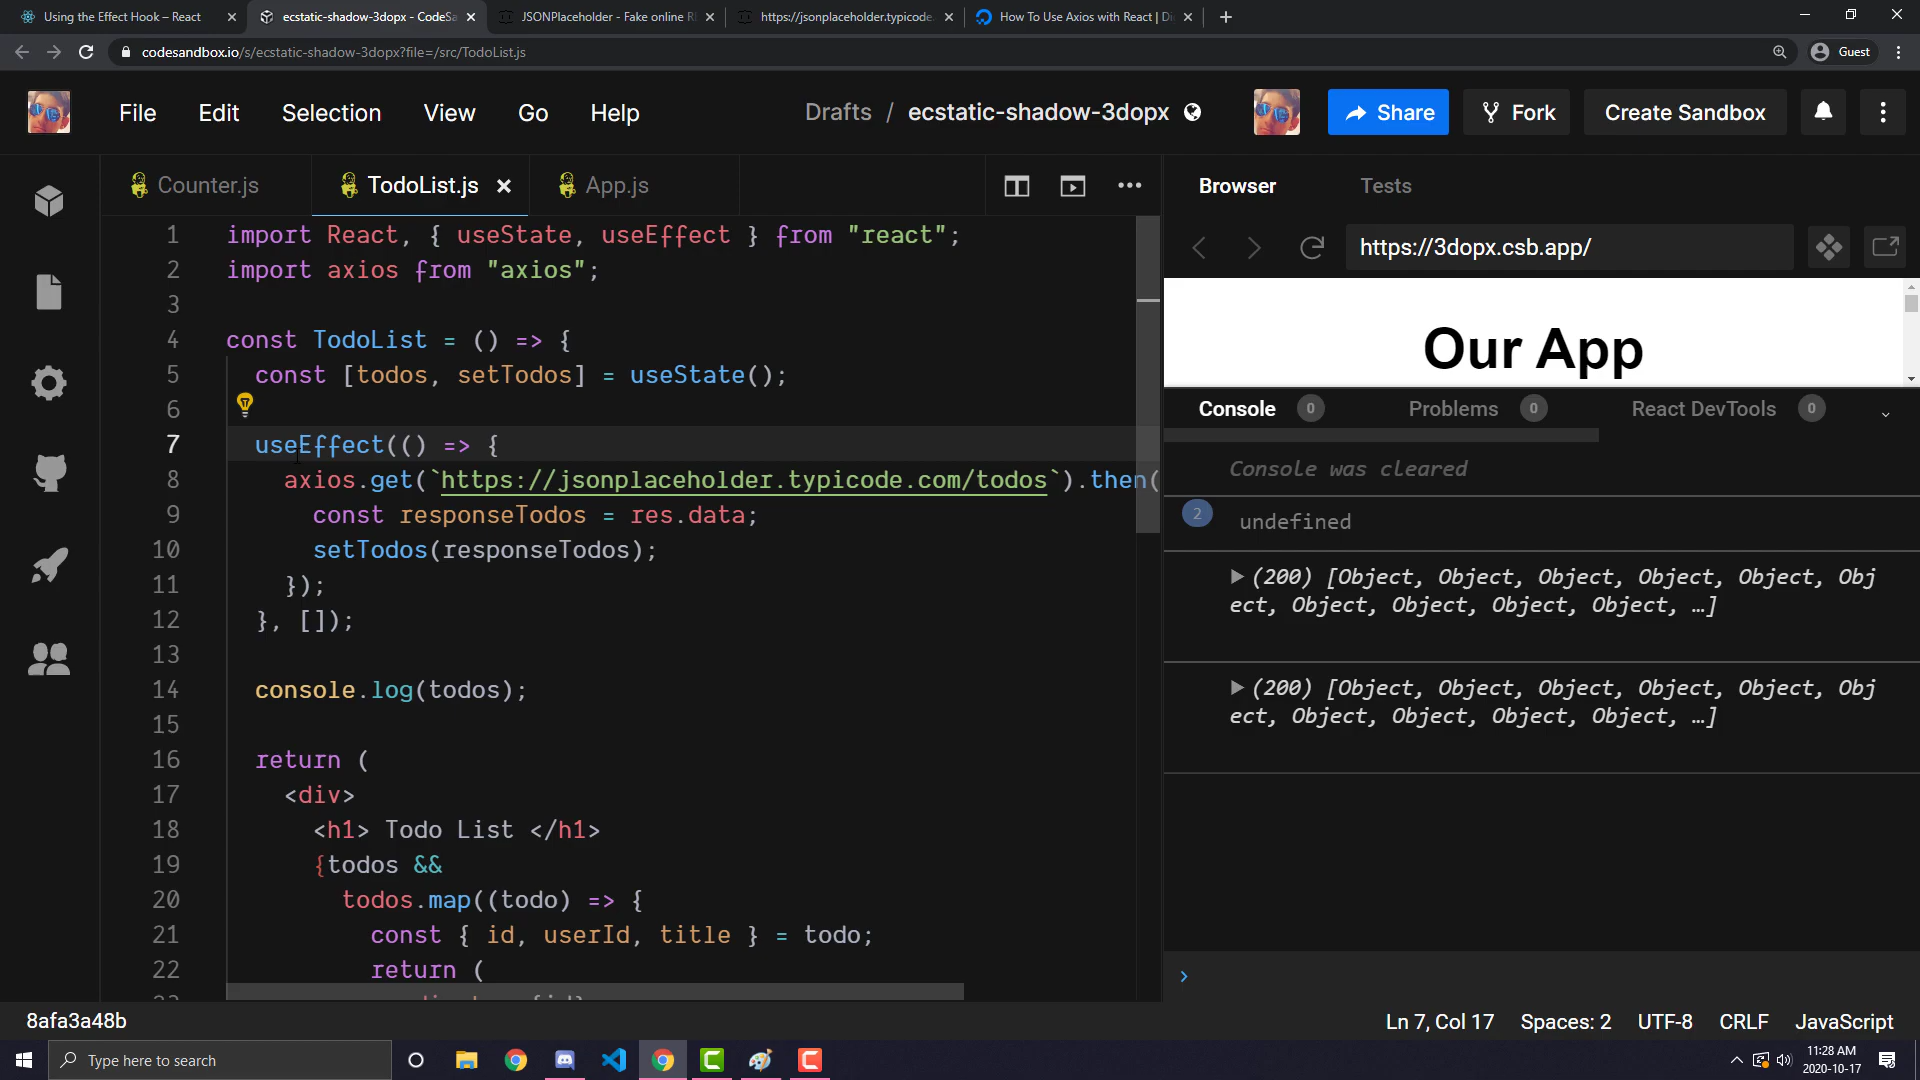 Using the Effect Hook – React
ecstatic-shadow-3dopx - CodeSa
JSONPlaceholder - Fake online R
https://jsonplaceholder.typicode.
How To Use Axios with React | Di
codesandbox.io/s/ecstatic-shadow-3dopx?file=/src/TodoList.js
Guest
File Edit Selection View Go Help
Drafts / ecstatic-shadow-3dopx
Share
Fork
Create Sandbox
Counter.js
TodoList.js
App.js
Browser
Tests
https://3dopx.csb.app/
Our App
1 import React, { useState, useEffect } from "react";
2 import axios from "axios";
3
4 const TodoList = () => {
5 const [todos, setTodos] = useState();
6
7 useEffect(() => {
8 axios.get(`https://jsonplaceholder.typicode.com/todos`).then(
9 const responseTodos = res.data;
10 setTodos(responseTodos);
11 });
12 }, []);
13
14 console.log(todos);
15
16 return (
17 <div>
18 <h1> Todo List </h1>
19 {todos &&
20 todos.map((todo) => {
21 const { id, userId, title } = todo;
22 return (
Console 0
Problems 0
React DevTools 0
Console was cleared
2 undefined
(200) [Object, Object, Object, Object, Object, Obj
ect, Object, Object, Object, Object, …]
(200) [Object, Object, Object, Object, Object, Obj
ect, Object, Object, Object, Object, …]
8afa3a48b
Ln 7, Col 17
Spaces: 2
UTF-8
CRLF
JavaScript
Type here to search
11:28 AM
2020-10-17